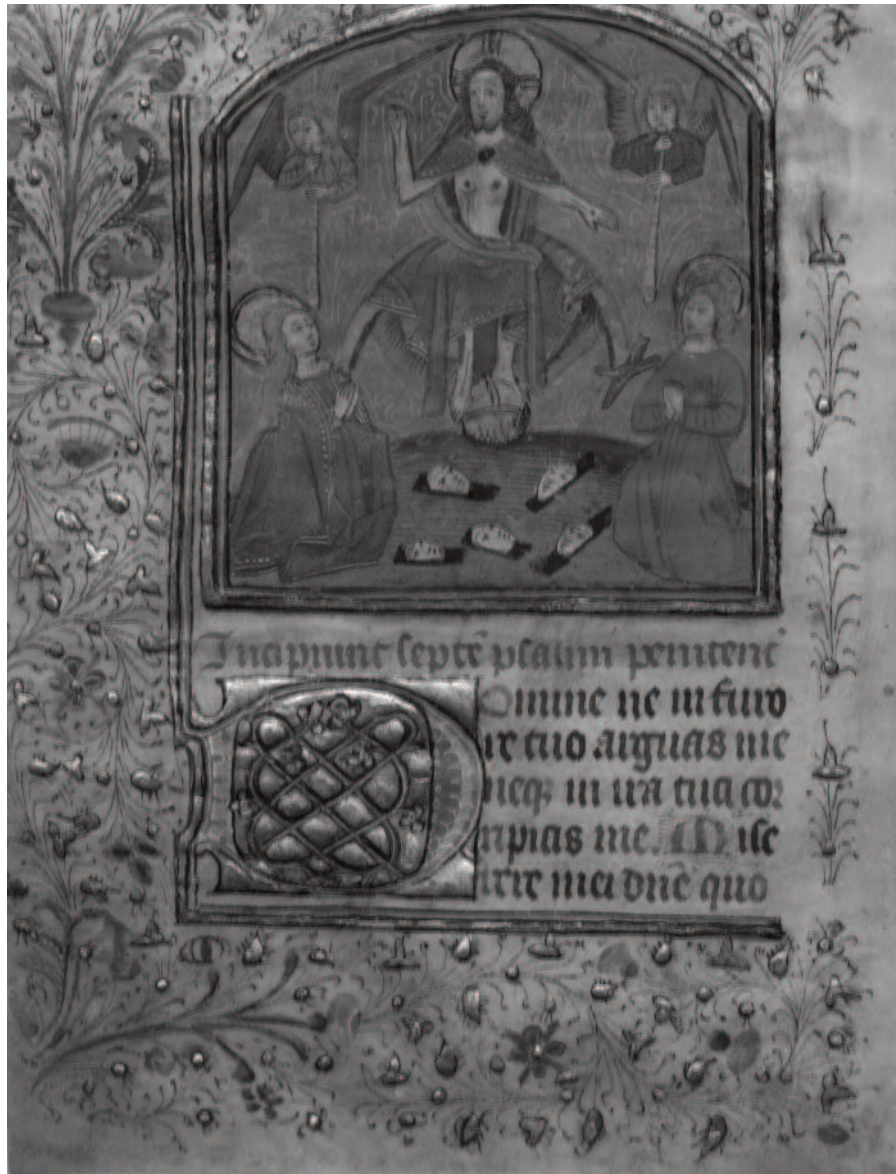 Incipiunt septē psalmi penitenc̄
Domine ne in furo
re tuo arguas me
neqꝫ in ira tua cor
ripias me. Mise
rere mei dn̄e quo